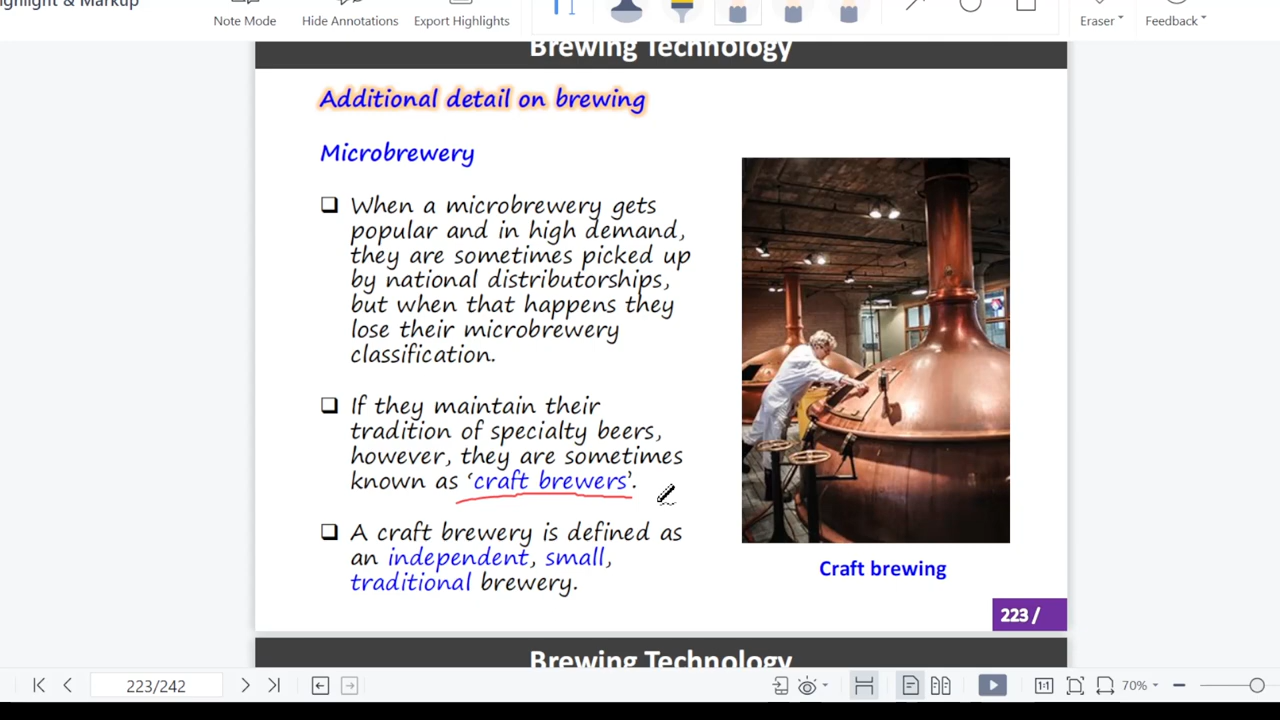 Highlight & Markup
Note Mode
Hide Annotations
Export Highlights
Eraser
Feedback
Brewing Technology
Additional detail on brewing
Microbrewery
❑ When a microbrewery gets
popular and in high demand,
they are sometimes picked up
by national distributorships,
but when that happens they
lose their microbrewery
classification.
❑ If they maintain their
tradition of specialty beers,
however, they are sometimes
known as ‘craft brewers’.
❑ A craft brewery is defined as
an independent, small,
traditional brewery.
Craft brewing
223 /
Brewing Technology
223/242
1:1
70%